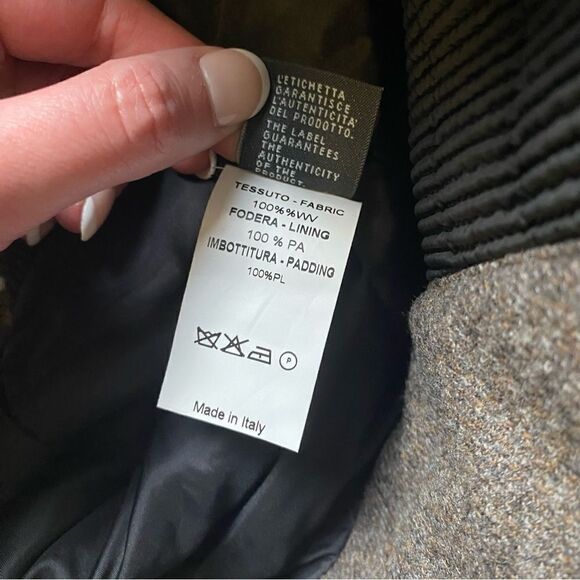 L'ETICHETTA
GARANTISCE
L'AUTENTICITA'
DEL PRODOTTO.
THE LABEL
GUARANTEES
THE
AUTHENTICITY
OF THE
PRODUCT.
TESSUTO - FABRIC
100%%WV
FODERA - LINING
100 % PA
IMBOTTITURA - PADDING
100%PL
P
Made in Italy